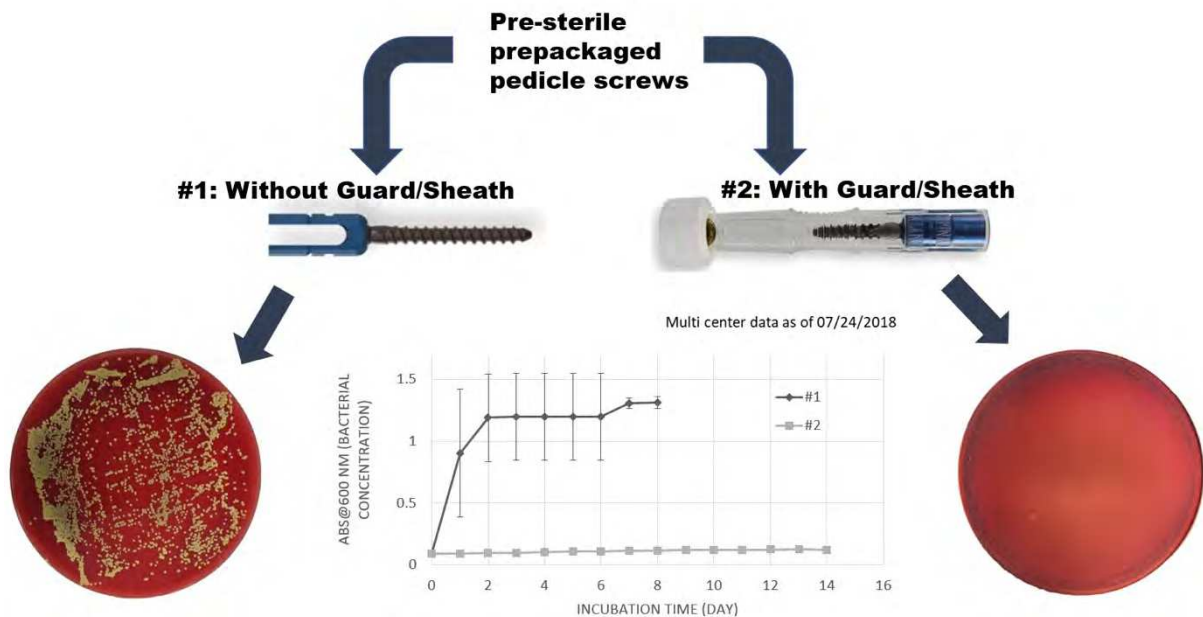 Pre-sterile
prepackaged
pedicle screws
#1: Without Guard/Sheath
#2: With Guard/Sheath
Multi center data as of 07/24/2018
ABS@600 NM (BACTERIAL
CONCENTRATION)
1.5
1
0.5
0
#1
#2
0 2 4 6 8 10 12 14 16
INCUBATION TIME (DAY)